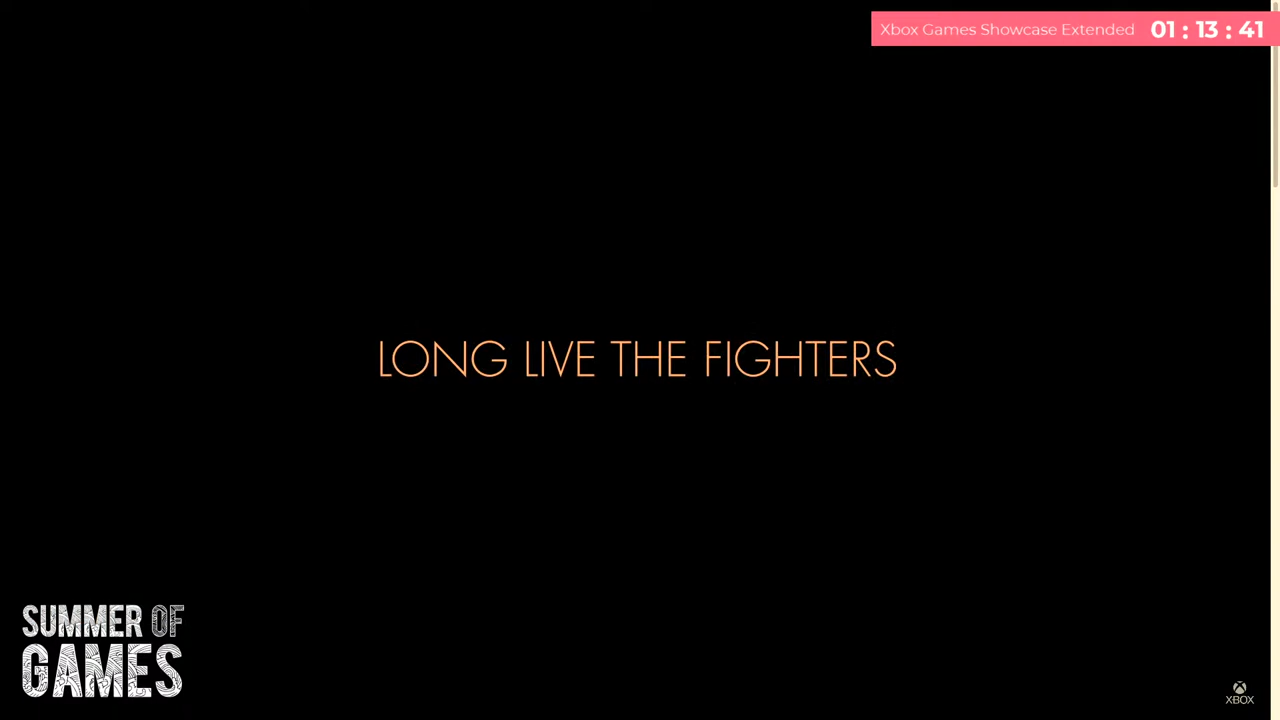 Xbox Games Showcase Extended 01 : 13 : 41
LONG LIVE THE FIGHTERS
SUMMER OF
GAMES
XBOX